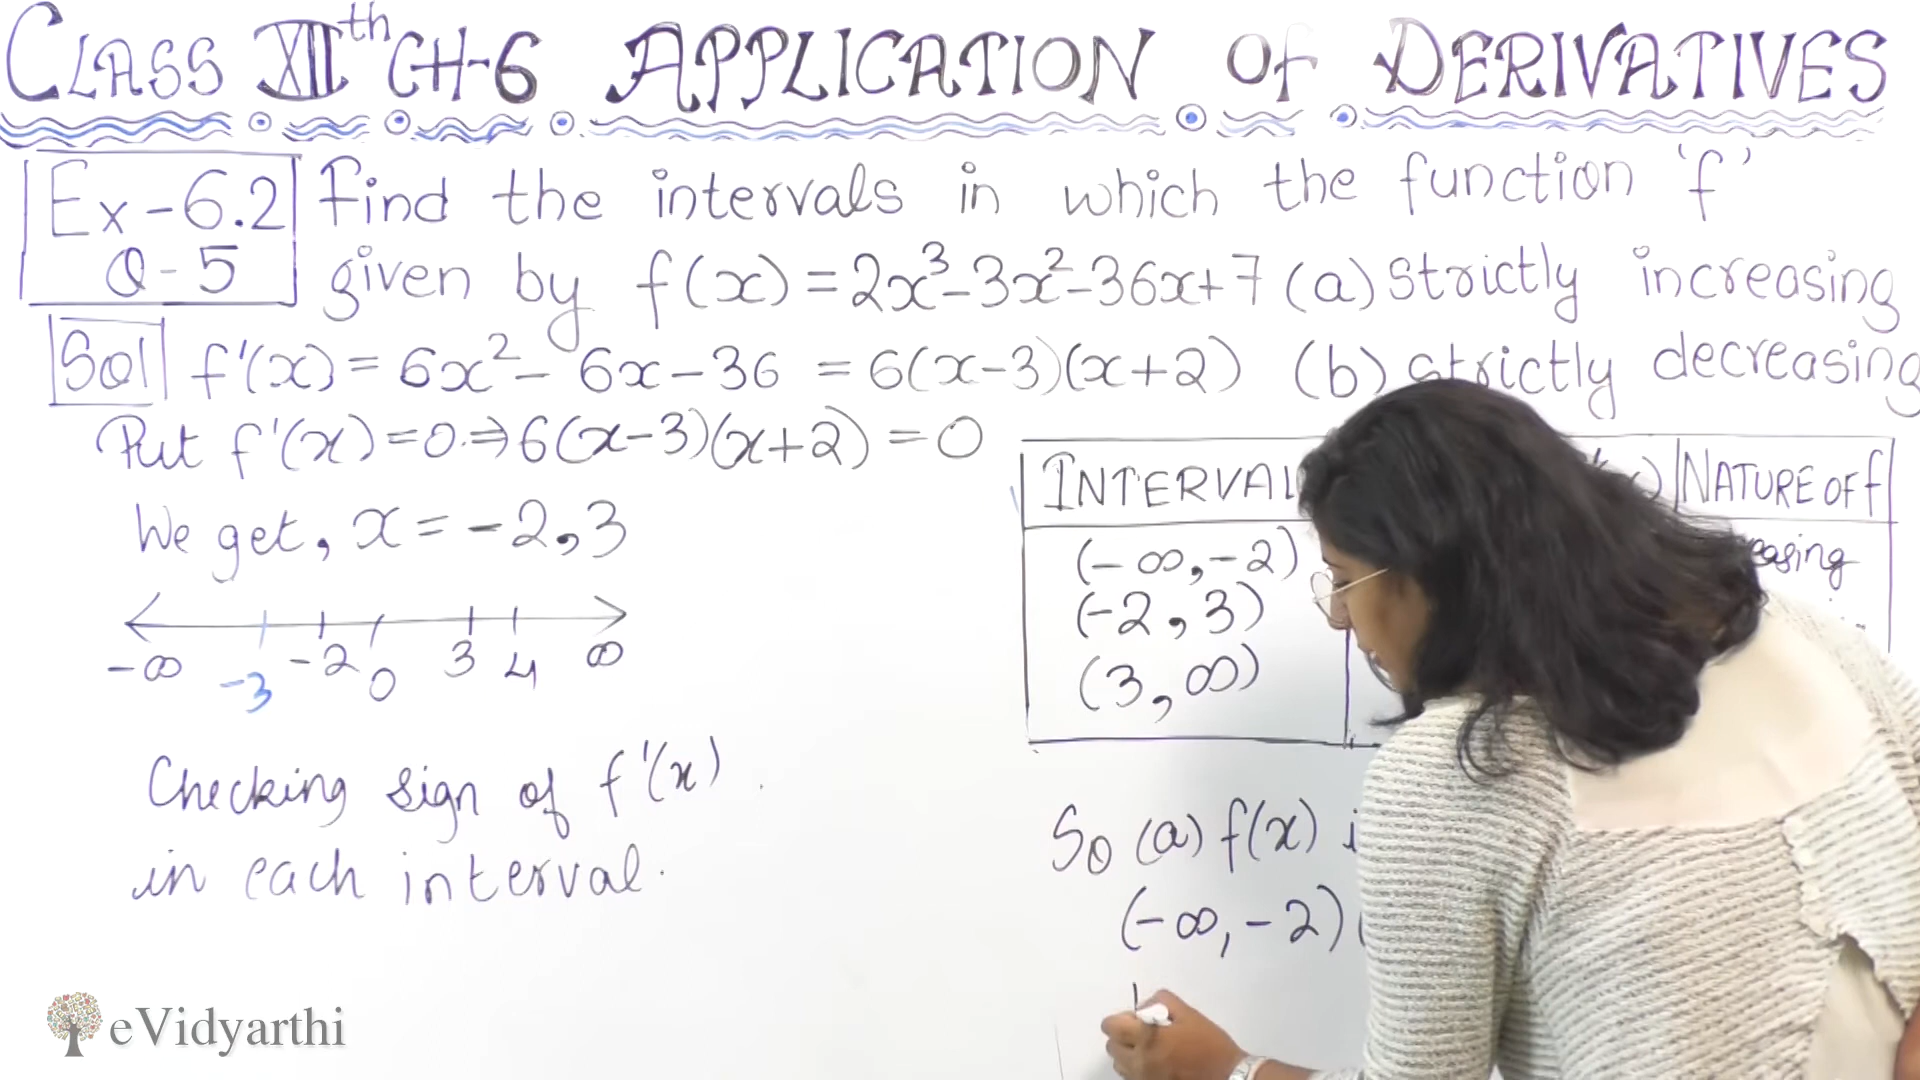 CLASS XIIth CH-6 APPLICATION Of DERIVATIVES
Ex-6.2
Q-5
Find the intervals in which the function 'f'
given by f(x) = 2x³-3x²-36x+7 (a) Strictly increasing
(b) strictly decreasing
Sol f'(x) = 6x² - 6x - 36 = 6(x-3)(x+2)
Put f'(x) = 0 ⇒ 6(x-3)(x+2) = 0
We get, x = -2, 3
-∞ -3 -2 0 3 4 ∞
Checking sign of f'(x)
in each interval.
INTERVAL NATURE OF f
(-∞, -2)
(-2, 3)
(3, ∞)
So (a) f(x)
(-∞, -2)
eVidyarthi